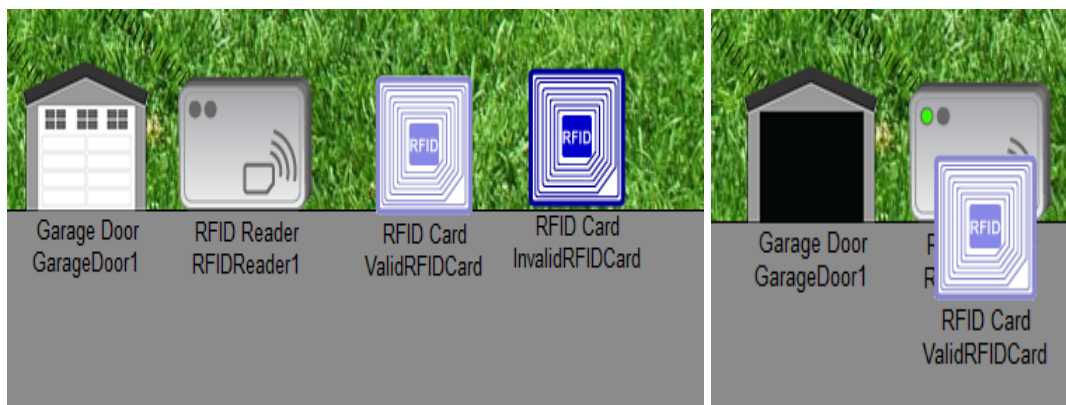 RFID
RFID
Garage Door
GarageDoor1
RFID Reader
RFIDReader1
RFID Card
ValidRFIDCard
RFID Card
InvalidRFIDCard
RFID
Garage Door
GarageDoor1
RFID Card
ValidRFIDCard